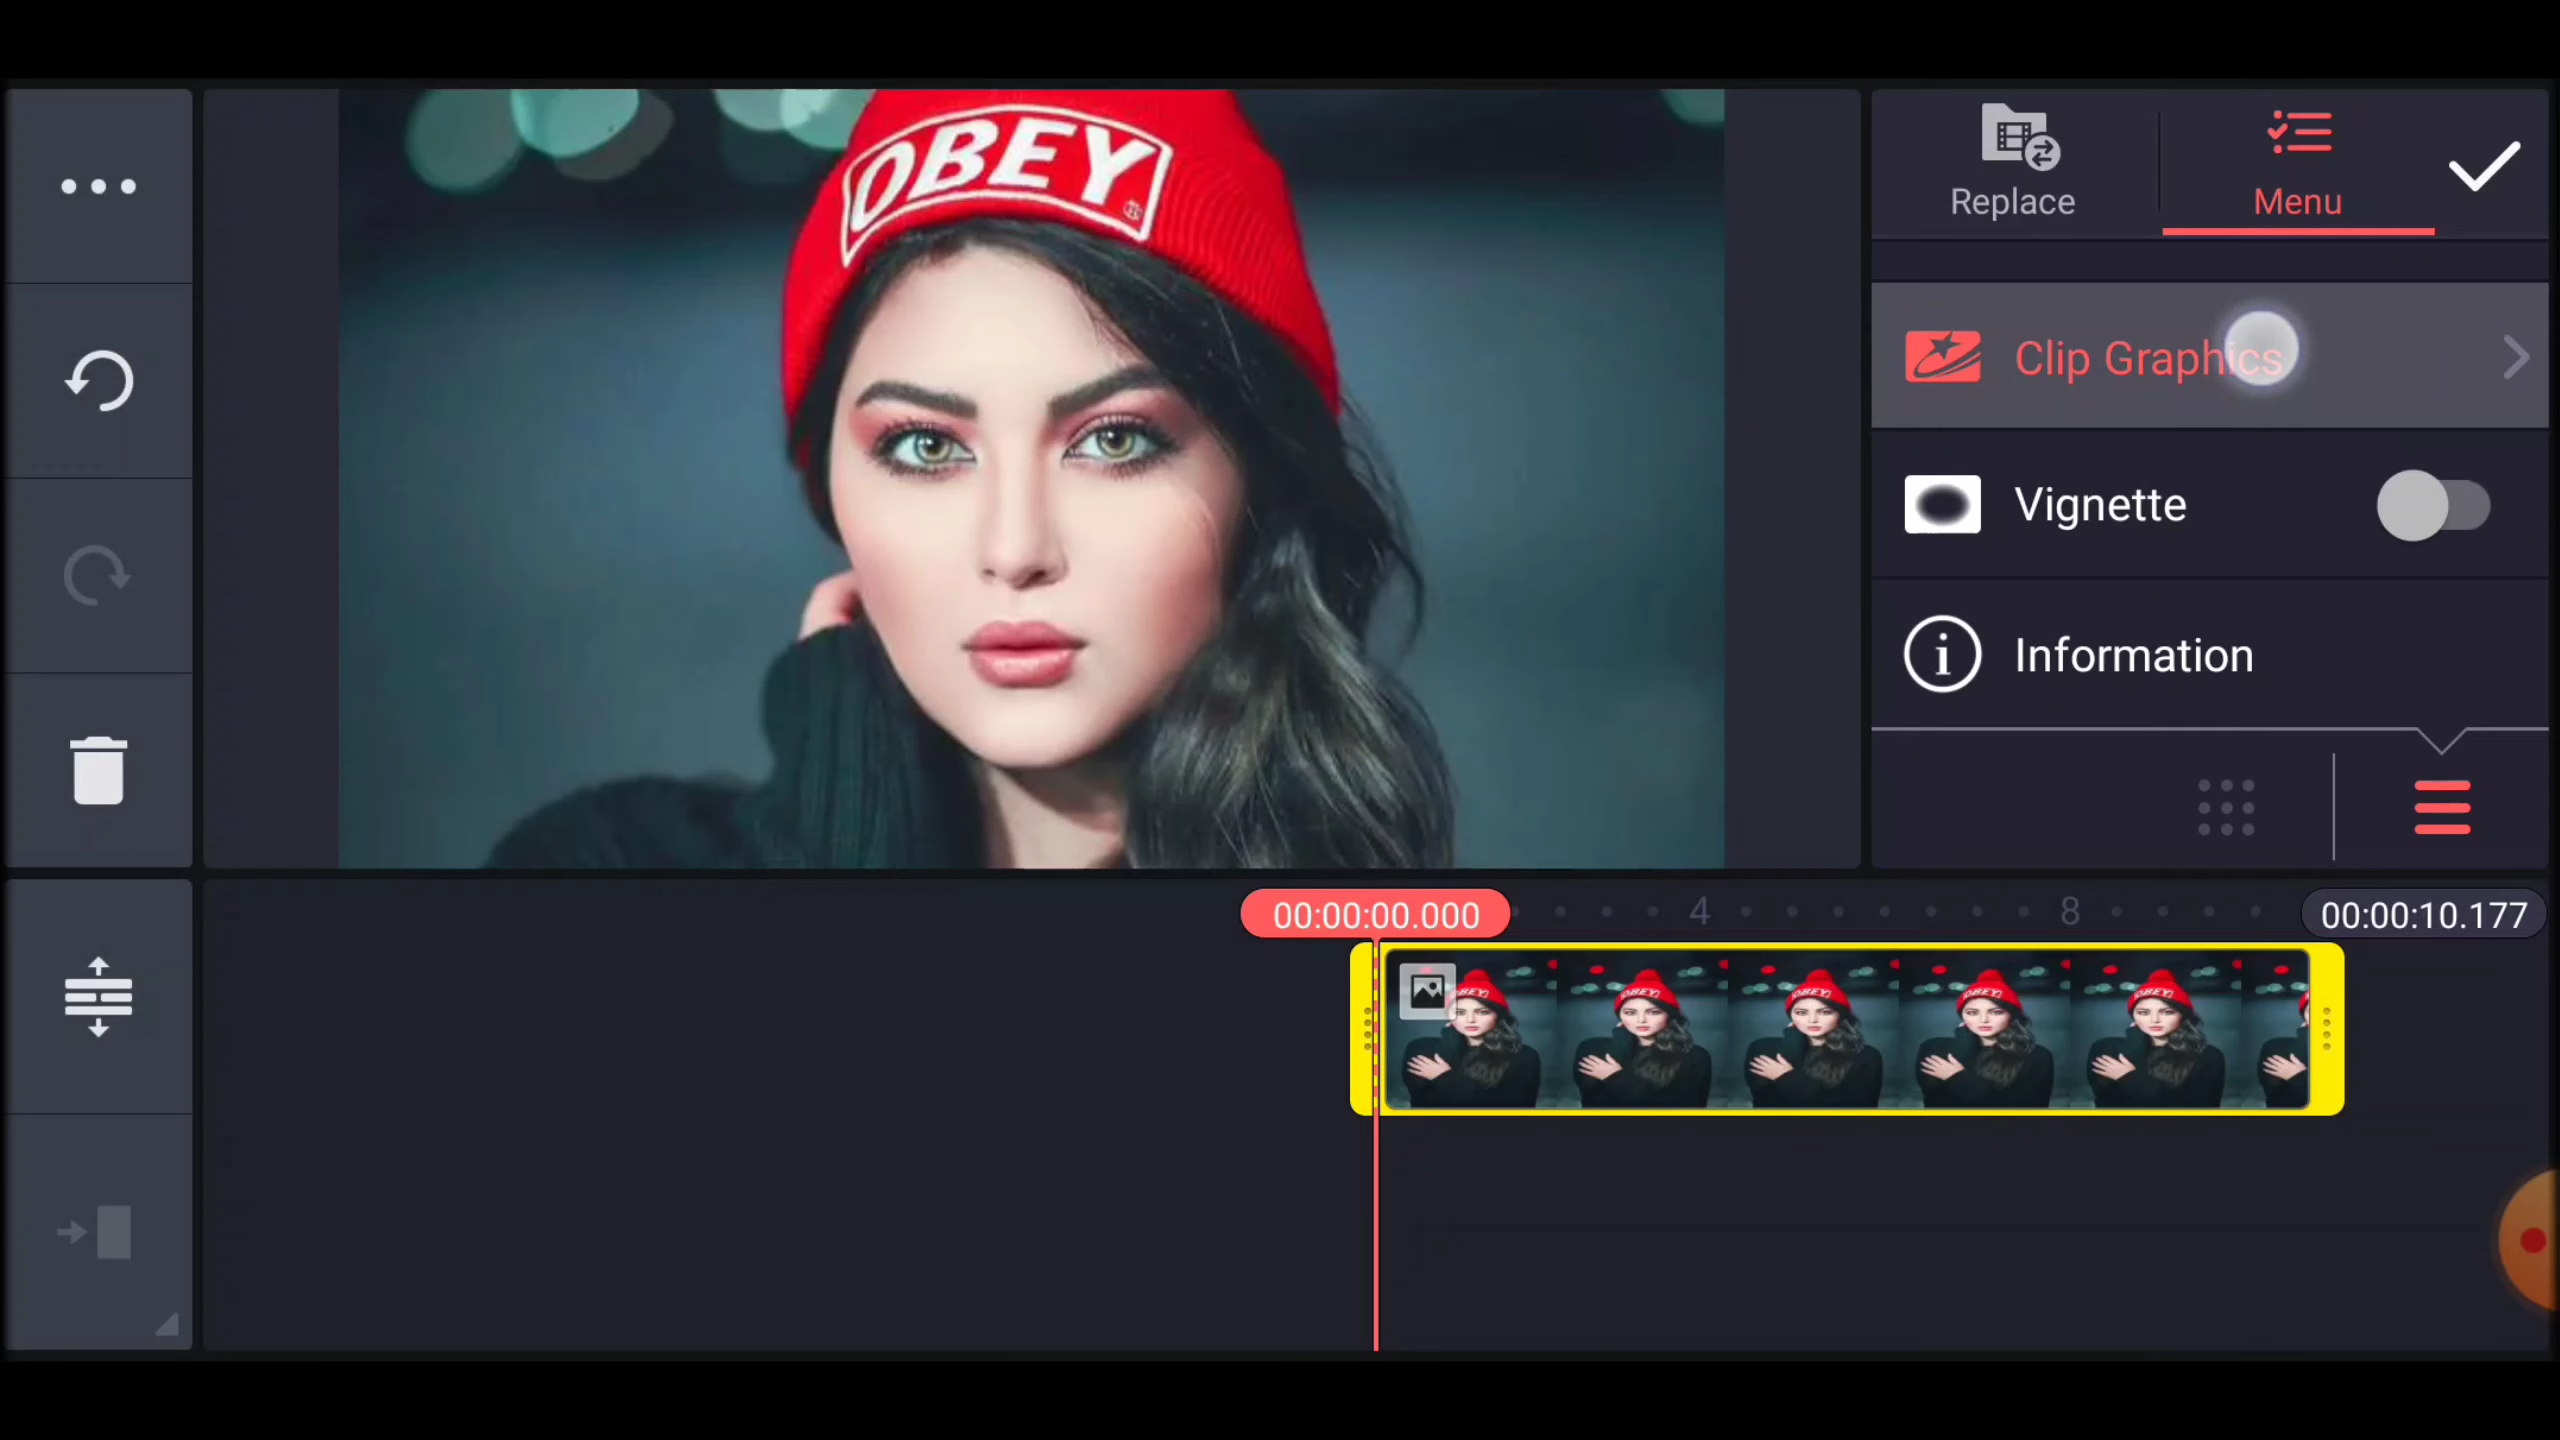 OBEY
Replace
Menu
Clip Graphics
Vignette
Information
00:00:00.000
4
8
00:00:10.177